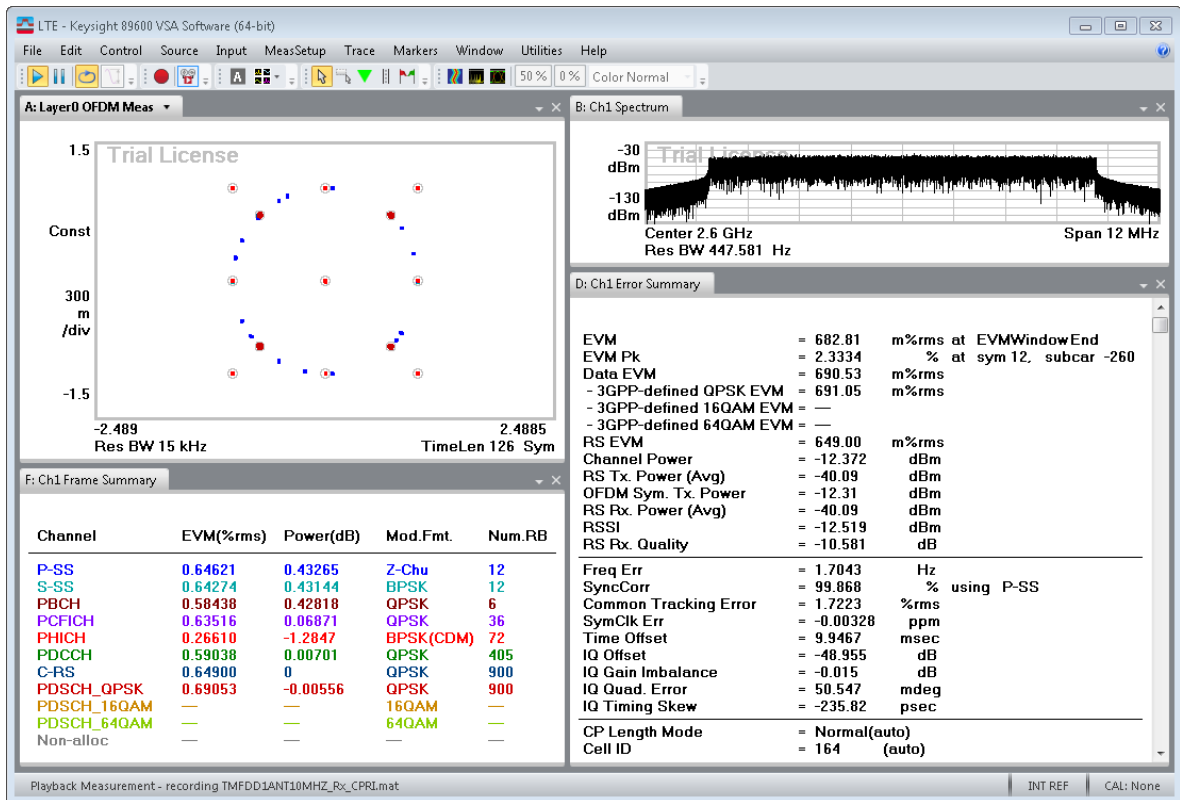 LTE - Keysight 89600 VSA Software (64-bit)
File Edit Control Source Input MeasSetup Trace Markers Window Utilities Help
A 50 % 0 % Color Normal
A: Layer0 OFDM Meas
Trial License
1.5
Const
300
m
/div
-1.5
-2.489 2.4885
Res BW 15 kHz TimeLen 126 Sym
B: Ch1 Spectrum
Trial License
-30
dBm
-130
dBm
Center 2.6 GHz Span 12 MHz
Res BW 447.581 Hz
F: Ch1 Frame Summary
Channel EVM(%rms) Power(dB) Mod.Fmt. Num.RB
P-SS 0.64621 0.43265 Z-Chu 12
S-SS 0.64274 0.43144 BPSK 12
PBCH 0.58438 0.42818 QPSK 6
PCFICH 0.63516 0.06871 QPSK 36
PHICH 0.26610 -1.2847 BPSK(CDM) 72
PDCCH 0.59038 0.00701 QPSK 405
C-RS 0.64900 0 QPSK 900
PDSCH_QPSK 0.69053 -0.00556 QPSK 900
PDSCH_16QAM — — 16QAM —
PDSCH_64QAM — — 64QAM —
Non-alloc — — — —
D: Ch1 Error Summary
EVM = 682.81 m%rms at EVMWindowEnd
EVM Pk = 2.3334 % at sym 12, subcar -260
Data EVM = 690.53 m%rms
- 3GPP-defined QPSK EVM = 691.05 m%rms
- 3GPP-defined 16QAM EVM = —
- 3GPP-defined 64QAM EVM = —
RS EVM = 649.00 m%rms
Channel Power = -12.372 dBm
RS Tx. Power (Avg) = -40.09 dBm
OFDM Sym. Tx. Power = -12.31 dBm
RS Rx. Power (Avg) = -40.09 dBm
RSSI = -12.519 dBm
RS Rx. Quality = -10.581 dB
Freq Err = 1.7043 Hz
SyncCorr = 99.868 % using P-SS
Common Tracking Error = 1.7223 %rms
SymClk Err = -0.00328 ppm
Time Offset = 9.9467 msec
IQ Offset = -48.955 dB
IQ Gain Imbalance = -0.015 dB
IQ Quad. Error = 50.547 mdeg
IQ Timing Skew = -235.82 psec
CP Length Mode = Normal(auto)
Cell ID = 164 (auto)
Playback Measurement - recording TMFDD1ANT10MHZ_Rx_CPRI.mat INT REF CAL: None